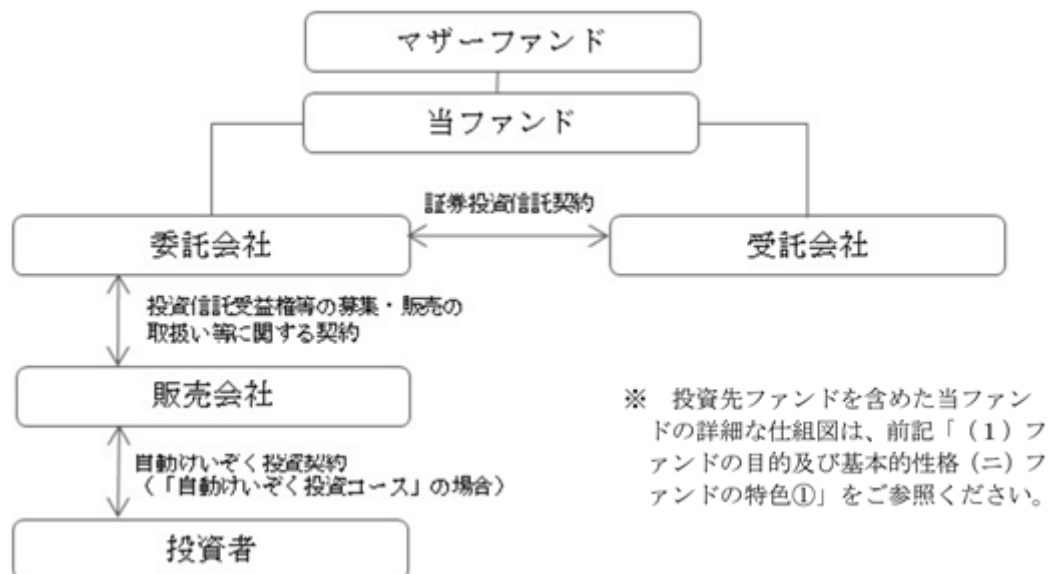 マザーファンド
当ファンド
証券投資信託契約
委託会社
受託会社
投資信託受益権等の募集・販売の
取扱い等に関する契約
販売会社
※　投資先ファンドを含めた当ファン
ドの詳細な仕組図は、前記「（１）フ
ァンドの目的及び基本的性格（ニ）フ
ァンドの特色①」をご参照ください。
自動けいぞく投資契約
（「自動けいぞく投資コース」の場合）
投資者